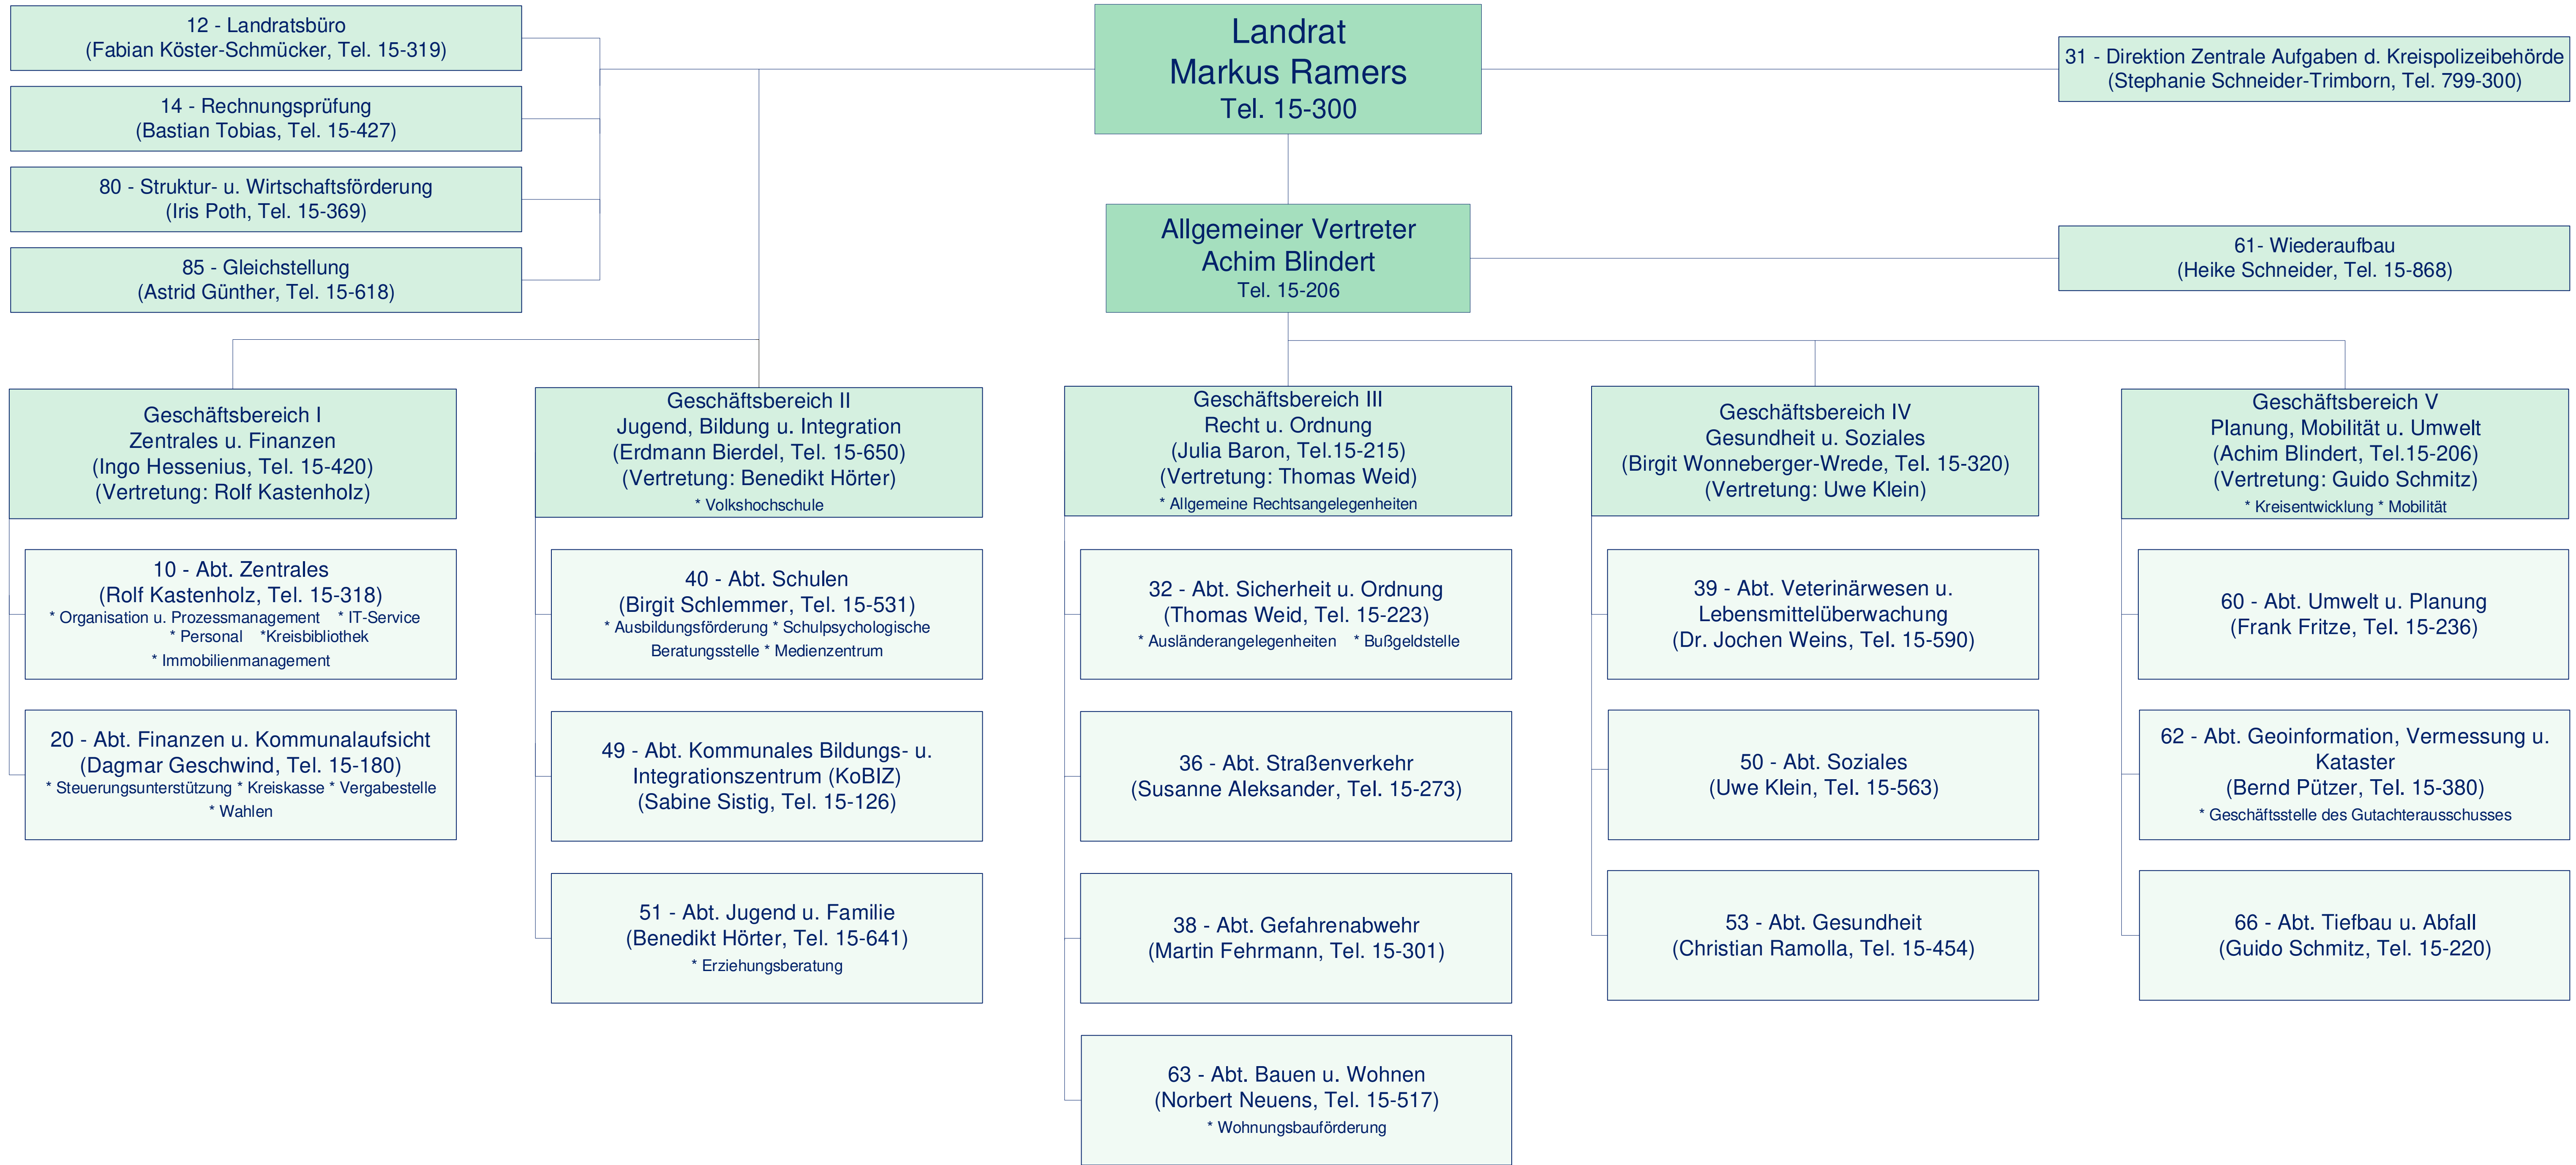 12 - Landratsbüro
(Fabian Köster-Schmücker, Tel. 15-319)
14 - Rechnungsprüfung
(Bastian Tobias, Tel. 15-427)
80 - Struktur- u. Wirtschaftsförderung
(Iris Poth, Tel. 15-369)
85 - Gleichstellung
(Astrid Günther, Tel. 15-618)
Landrat
Markus Ramers
Tel. 15-300
Allgemeiner Vertreter
Achim Blindert
Tel. 15-206
31 - Direktion Zentrale Aufgaben d. Kreispolizeibehörde
(Stephanie Schneider-Trimborn, Tel. 799-300)
61- Wiederaufbau
(Heike Schneider, Tel. 15-868)
Geschäftsbereich I
Zentrales u. Finanzen
(Ingo Hessenius, Tel. 15-420)
(Vertretung: Rolf Kastenholz)
10 - Abt. Zentrales
(Rolf Kastenholz, Tel. 15-318)
* Organisation u. Prozessmanagement * IT-Service
* Personal *Kreisbibliothek
* Immobilienmanagement
20 - Abt. Finanzen u. Kommunalaufsicht
(Dagmar Geschwind, Tel. 15-180)
* Steuerungsunterstützung * Kreiskasse * Vergabestelle
* Wahlen
Geschäftsbereich II
Jugend, Bildung u. Integration
(Erdmann Bierdel, Tel. 15-650)
(Vertretung: Benedikt Hörter)
* Volkshochschule
40 - Abt. Schulen
(Birgit Schlemmer, Tel. 15-531)
* Ausbildungsförderung * Schulpsychologische
Beratungsstelle * Medienzentrum
49 - Abt. Kommunales Bildungs- u.
Integrationszentrum (KoBIZ)
(Sabine Sistig, Tel. 15-126)
51 - Abt. Jugend u. Familie
(Benedikt Hörter, Tel. 15-641)
* Erziehungsberatung
Geschäftsbereich III
Recht u. Ordnung
(Julia Baron, Tel.15-215)
(Vertretung: Thomas Weid)
* Allgemeine Rechtsangelegenheiten
32 - Abt. Sicherheit u. Ordnung
(Thomas Weid, Tel. 15-223)
* Ausländerangelegenheiten * Bußgeldstelle
36 - Abt. Straßenverkehr
(Susanne Aleksander, Tel. 15-273)
38 - Abt. Gefahrenabwehr
(Martin Fehrmann, Tel. 15-301)
63 - Abt. Bauen u. Wohnen
(Norbert Neuens, Tel. 15-517)
* Wohnungsbauförderung
Geschäftsbereich IV
Gesundheit u. Soziales
(Birgit Wonneberger-Wrede, Tel. 15-320)
(Vertretung: Uwe Klein)
39 - Abt. Veterinärwesen u.
Lebensmittelüberwachung
(Dr. Jochen Weins, Tel. 15-590)
50 - Abt. Soziales
(Uwe Klein, Tel. 15-563)
53 - Abt. Gesundheit
(Christian Ramolla, Tel. 15-454)
Geschäftsbereich V
Planung, Mobilität u. Umwelt
(Achim Blindert, Tel.15-206)
(Vertretung: Guido Schmitz)
* Kreisentwicklung * Mobilität
60 - Abt. Umwelt u. Planung
(Frank Fritze, Tel. 15-236)
62 - Abt. Geoinformation, Vermessung u.
Kataster
(Bernd Pützer, Tel. 15-380)
* Geschäftsstelle des Gutachterausschusses
66 - Abt. Tiefbau u. Abfall
(Guido Schmitz, Tel. 15-220)